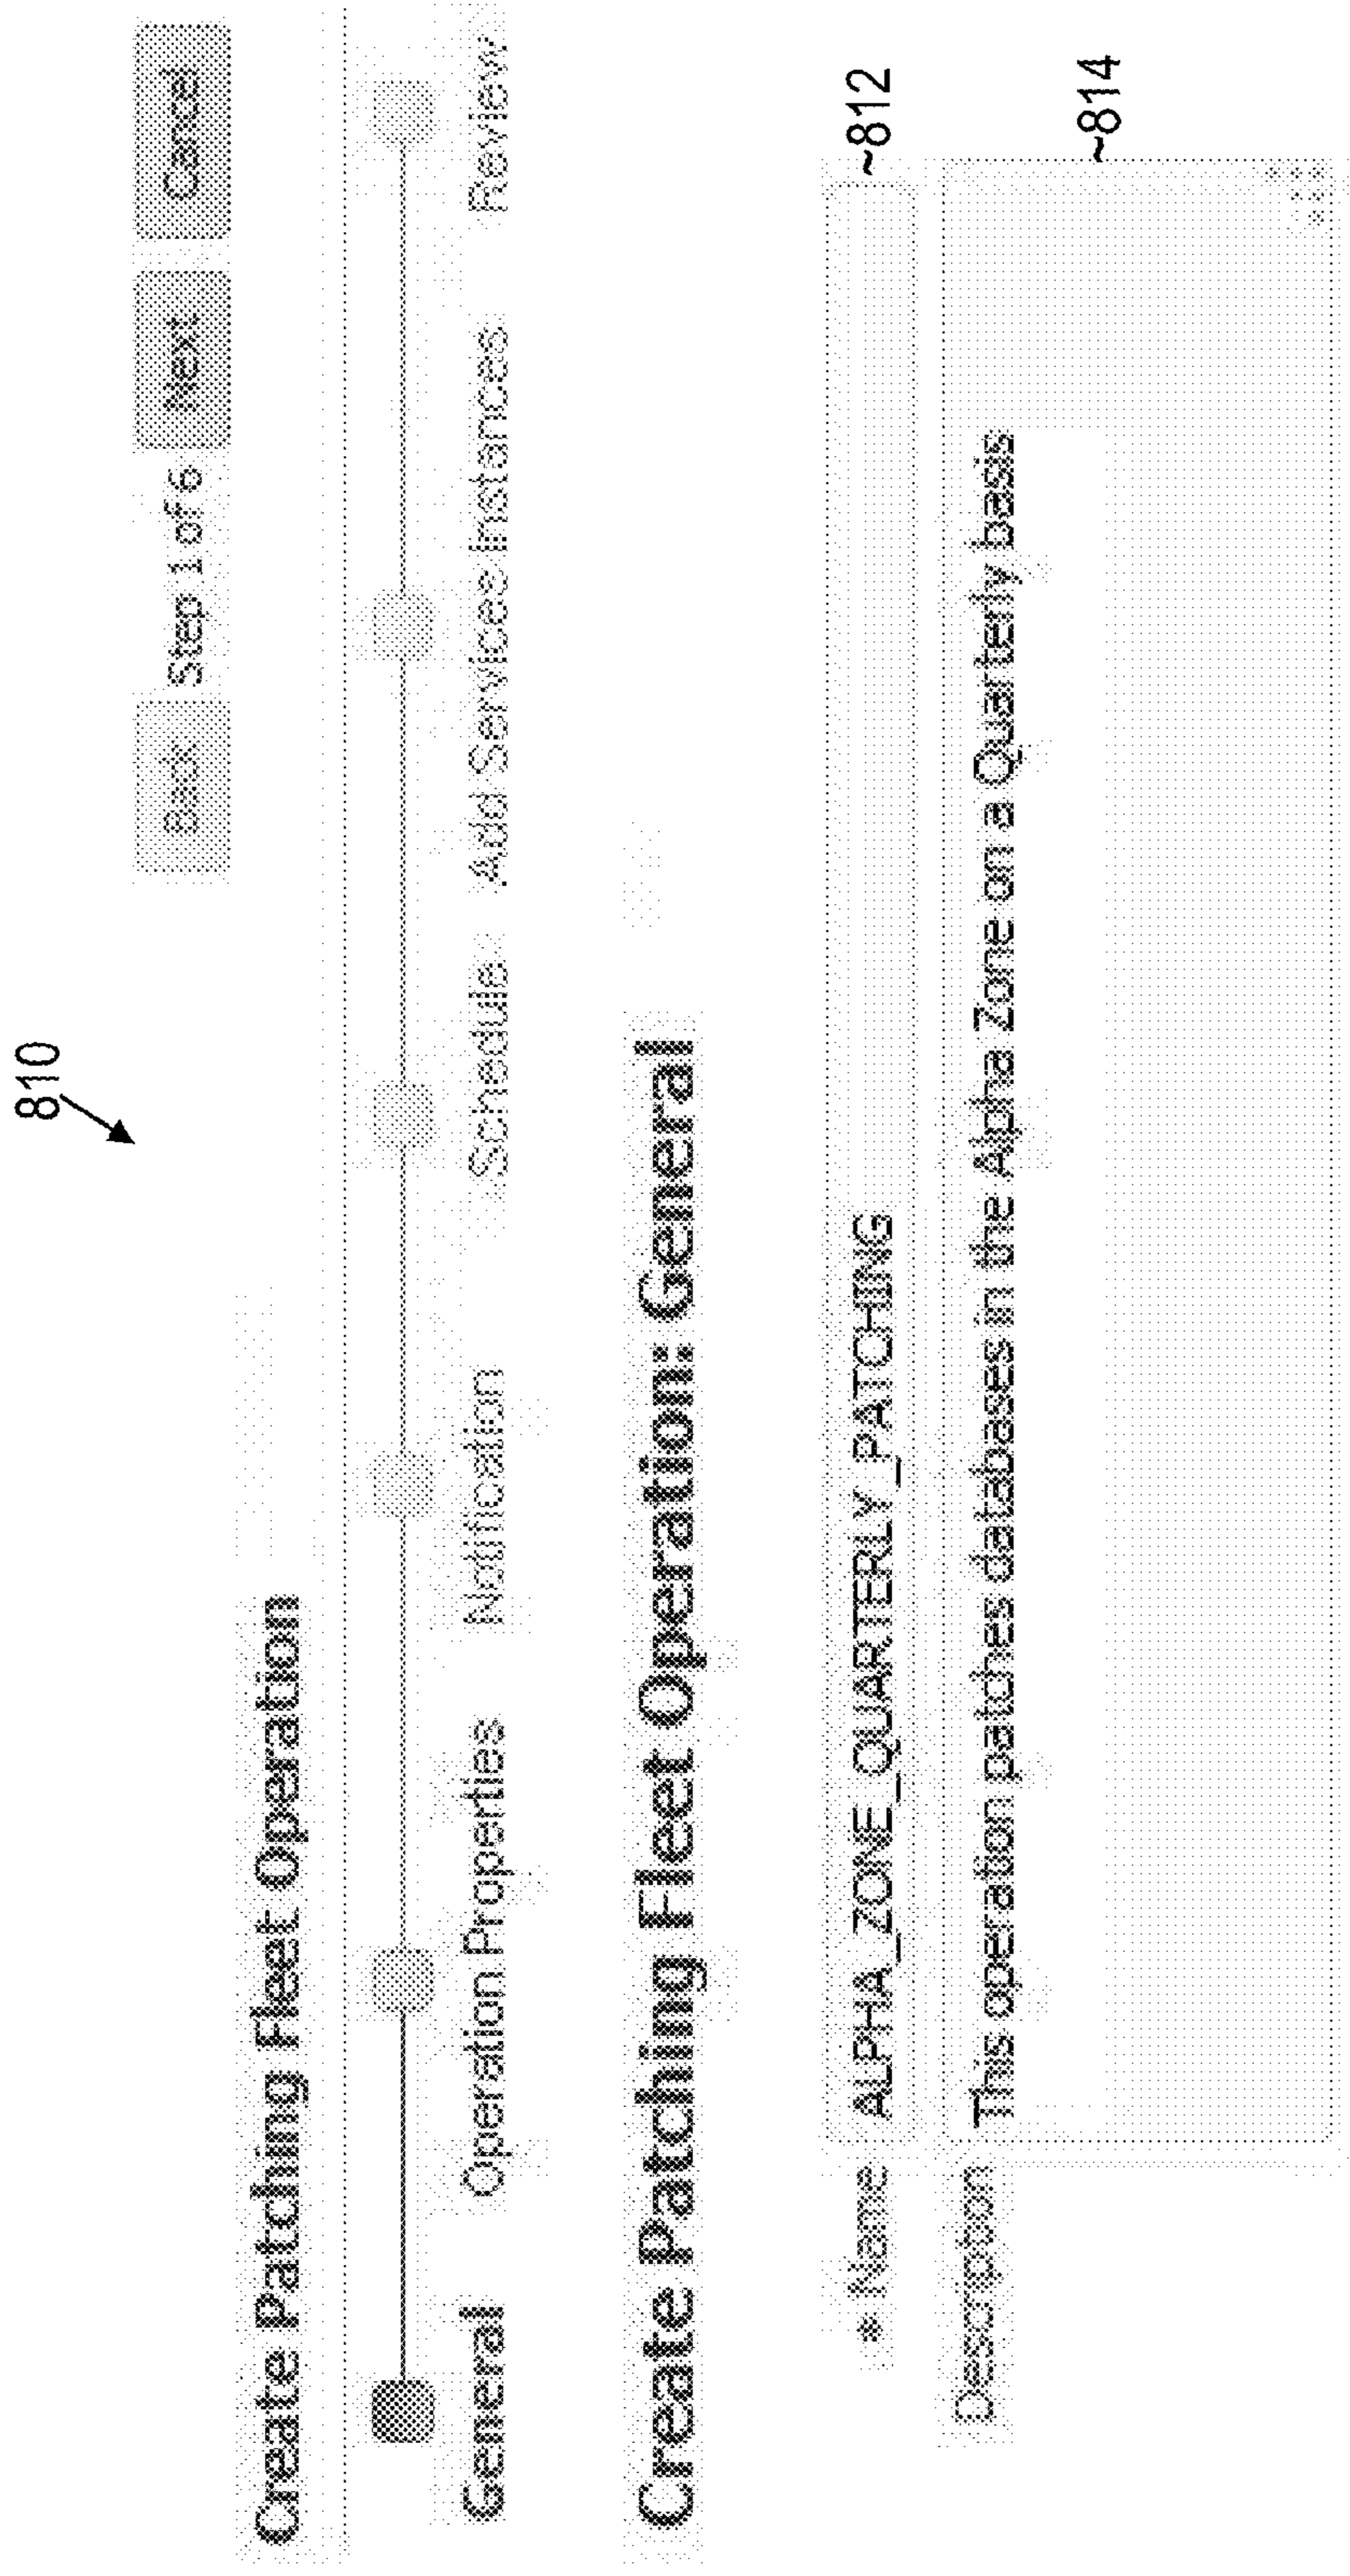 810
Create Patching Fleet Operation
Back Step 1 of 6 Next Cancel
General Operation Properties Notification Schedule Add Services Instances Review
Create Patching Fleet Operation: General
* Name ALPHA_ZONE_QUARTERLY_PATCHING ~812
Description This operation patches databases in the Alpha Zone on a Quarterly basis ~814